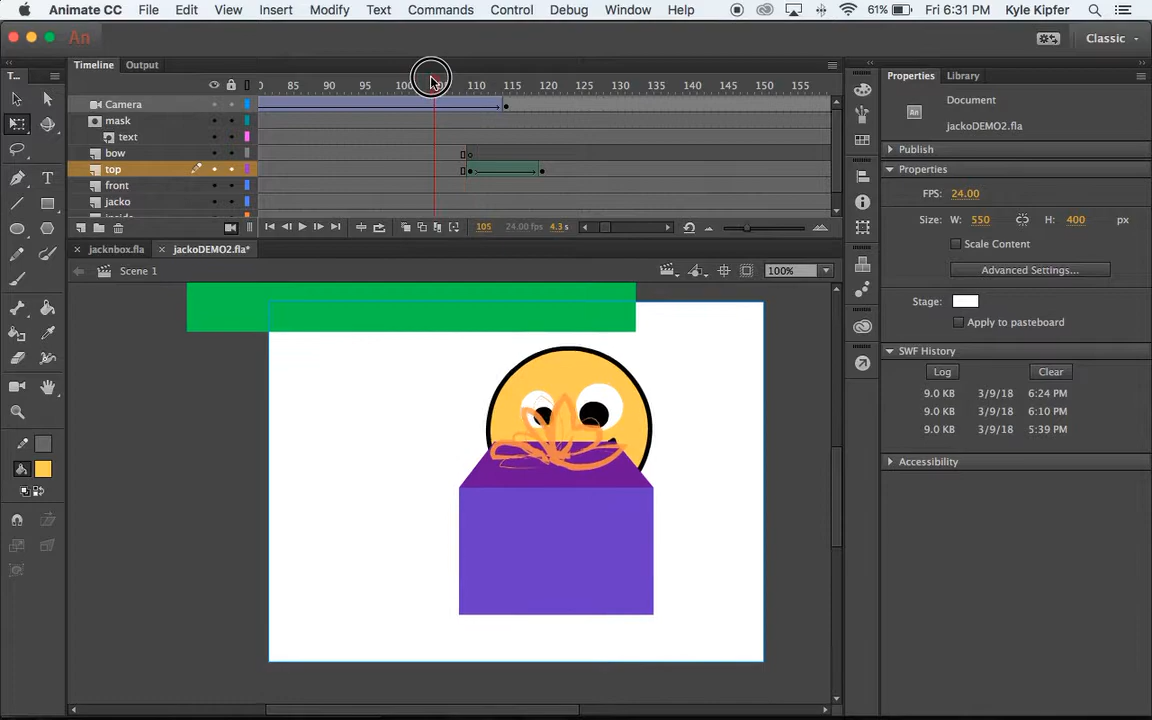 Animate CC File Edit View Insert Modify Text Commands Control Debug Window Help 61% Fri 6:31 PM Kyle Kipfer
An Classic
T... Timeline Output Properties Library
0 85 90 95 100 110 115 120 125 130 135 140 145 150 155
Camera
mask
text
bow
top
front
jacko
105 24.00 fps 4.3s
jacknbox.fla jackoDEMO2.fla*
Scene 1 100%
Document
An jackoDEMO2.fla
Publish
Properties
FPS: 24.00
Size: W: 550 H: 400 px
Scale Content
Advanced Settings...
Stage:
Apply to pasteboard
SWF History
Log Clear
9.0 KB 3/9/18 6:24 PM
9.0 KB 3/9/18 6:10 PM
9.0 KB 3/9/18 5:39 PM
Accessibility